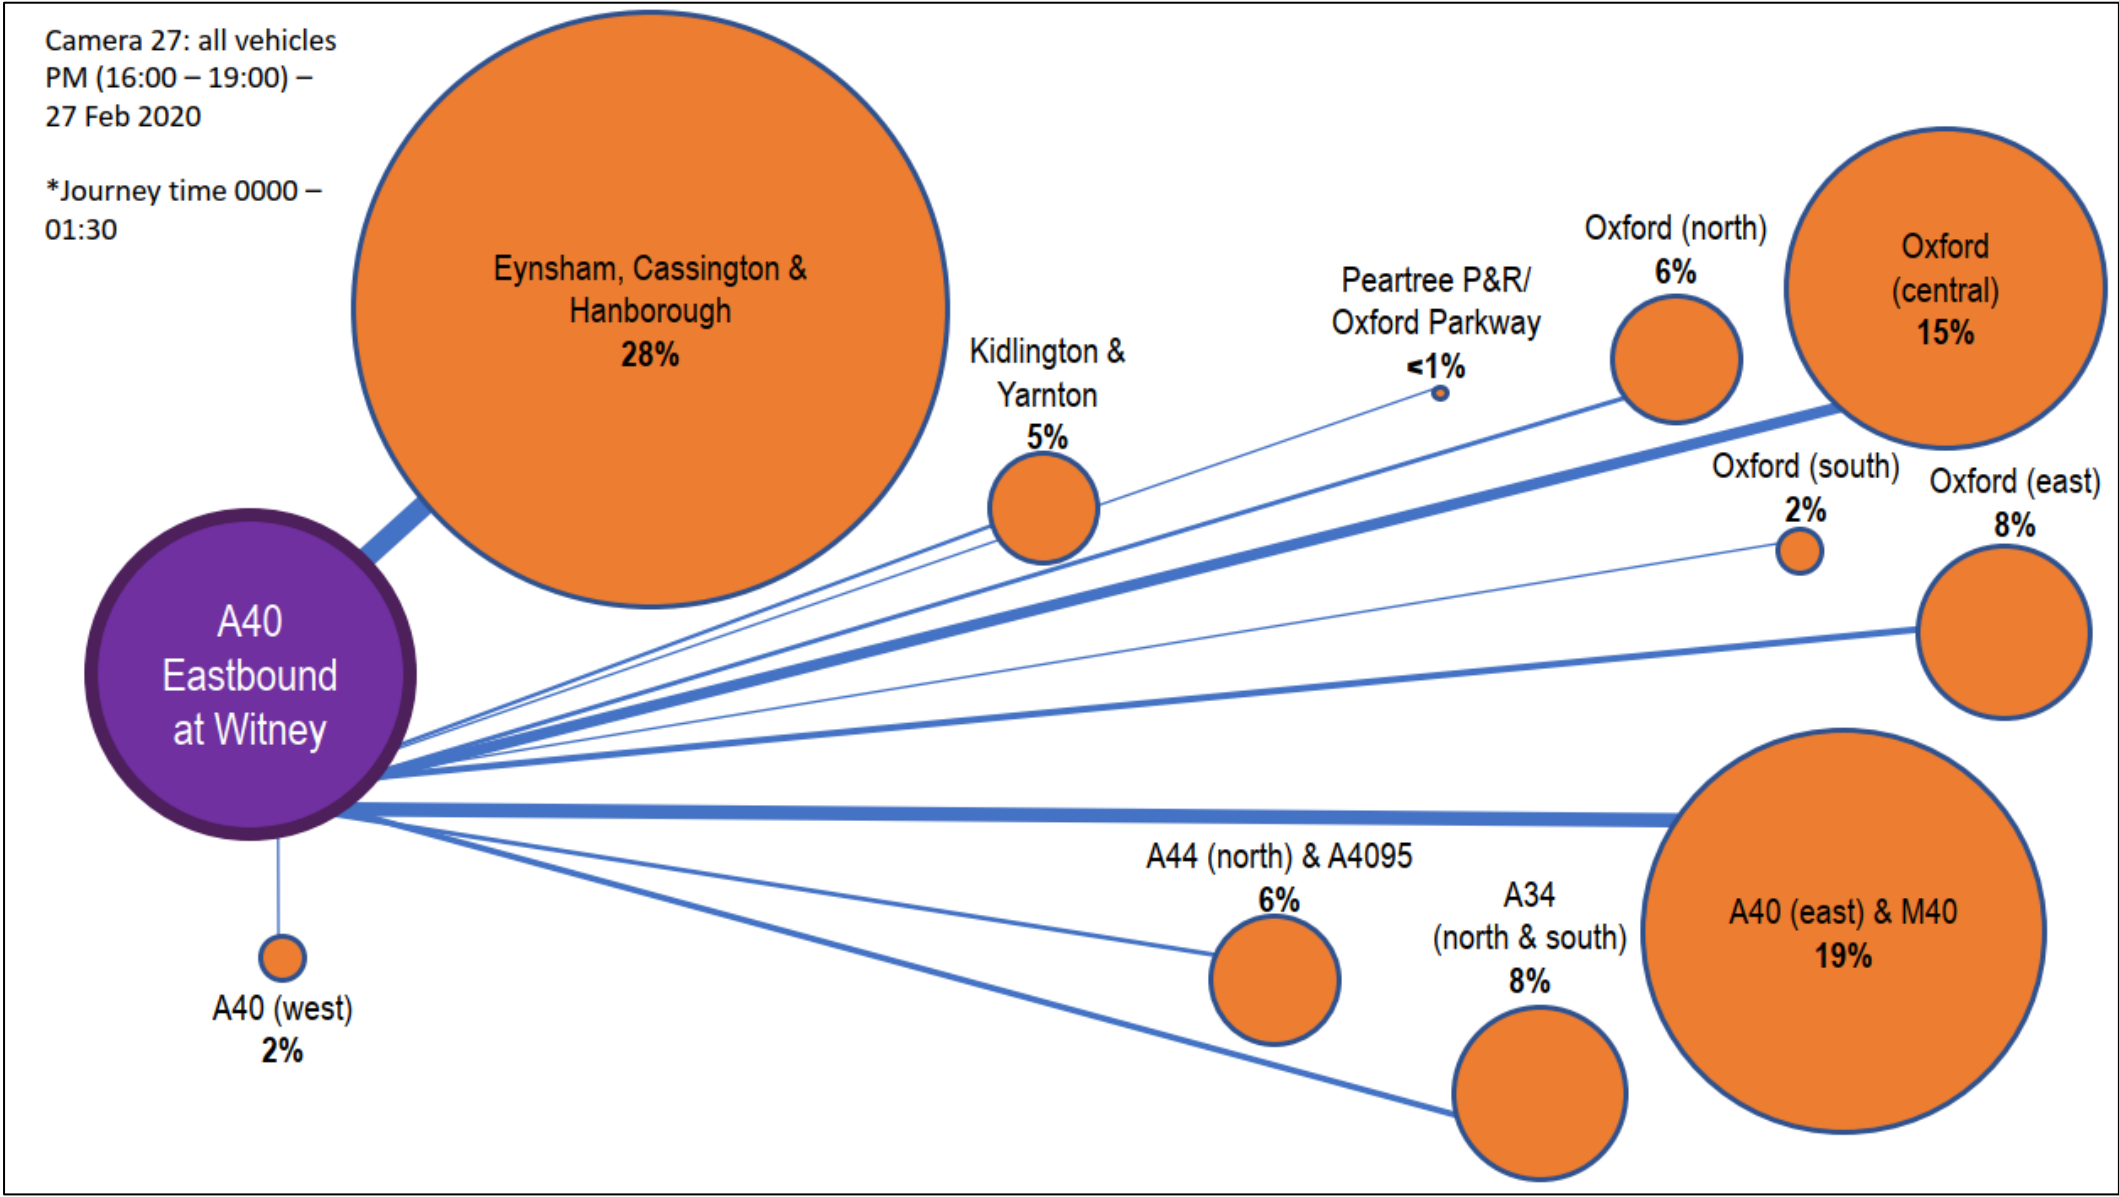 Camera 27: all vehicles
PM (16:00 – 19:00) –
27 Feb 2020
*Journey time 0000 –
01:30
Eynsham, Cassington &
Hanborough
28%
Kidlington &
Yarnton
5%
Peartree P&R/
Oxford Parkway
<1%
Oxford (north)
6%
Oxford
(central)
15%
Oxford (south)
2%
Oxford (east)
8%
A40
Eastbound
at Witney
A40 (west)
2%
A44 (north) & A4095
6%
A34
(north & south)
8%
A40 (east) & M40
19%